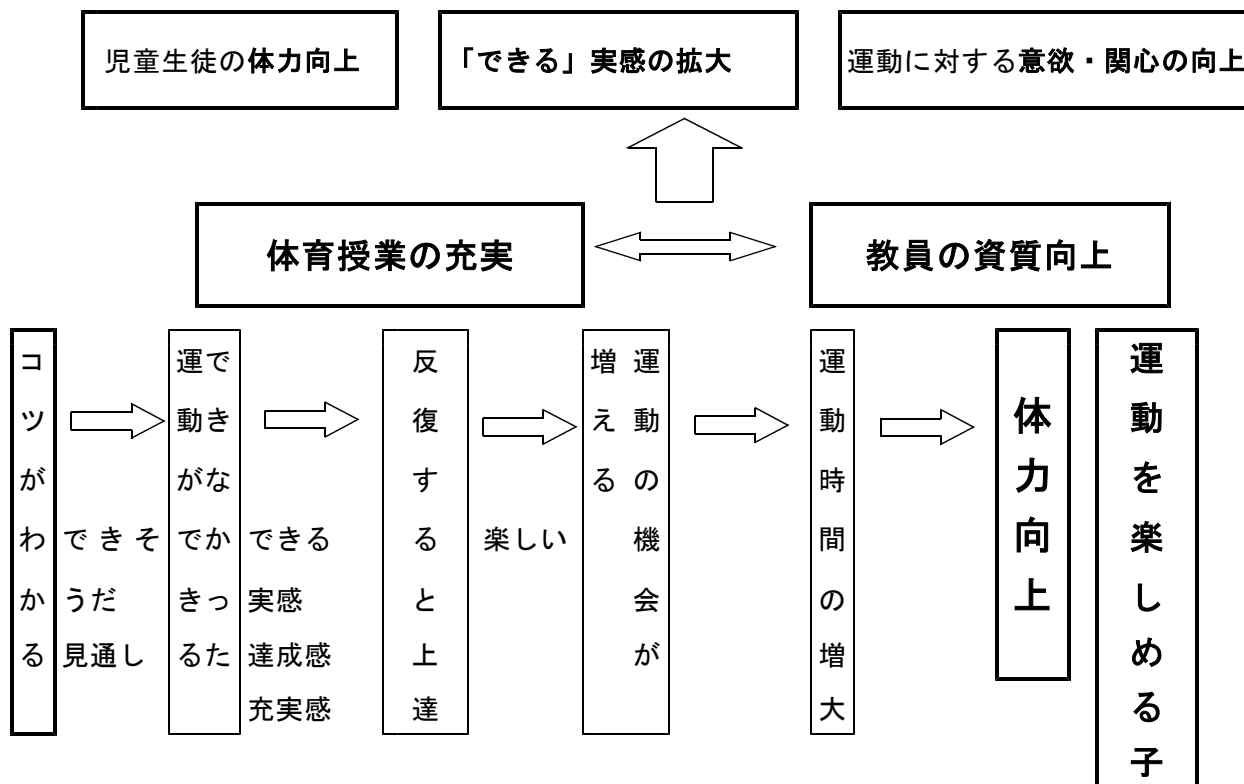 児童生徒の体力向上
「できる」実感の拡大
運動に対する意欲・関心の向上
体育授業の充実
教員の資質向上
コツがわかる
できそ
うだ
見通し
できなかった
運動ができる
できる
実感
達成感
充実感
反復すると上達
楽しい
運動の機会が
増える
運動時間の増大
体力向上
運動を楽しめる子